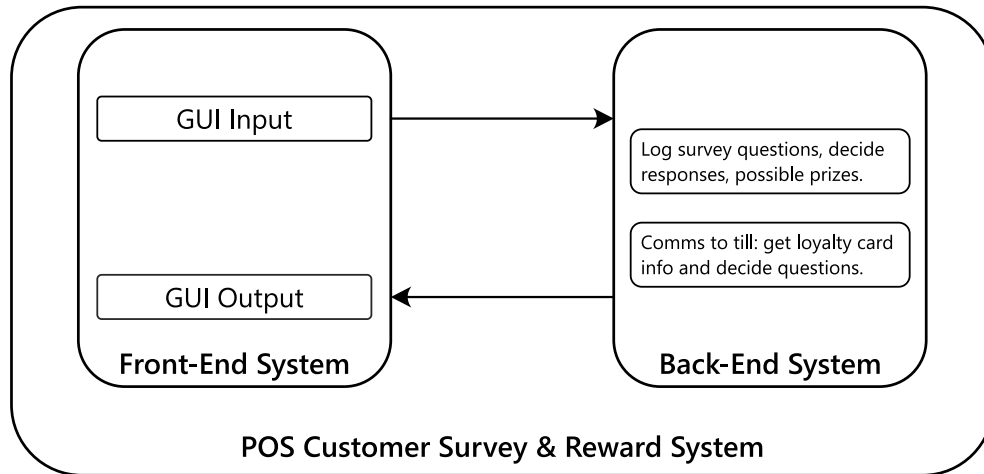 GUI Input
GUI Output
Front-End System
Log survey questions, decide
responses, possible prizes.
Comms to till: get loyalty card
info and decide questions.
Back-End System
POS Customer Survey & Reward System